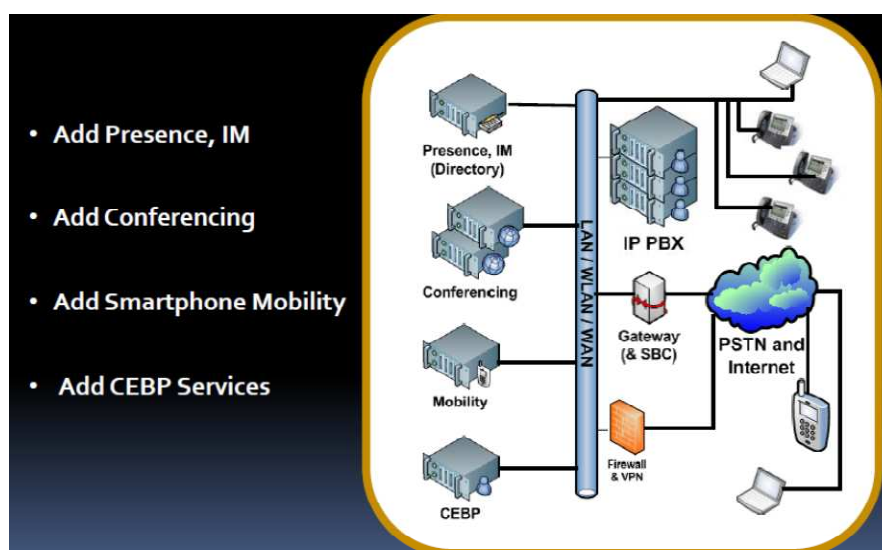 • Add Presence, IM
• Add Conferencing
• Add Smartphone Mobility
• Add CEBP Services
Presence, IM
(Directory)
Conferencing
Mobility
CEBP
LAN / WLAN / WAN
IP PBX
Gateway
(& SBC)
Firewall
& VPN
PSTN and
Internet